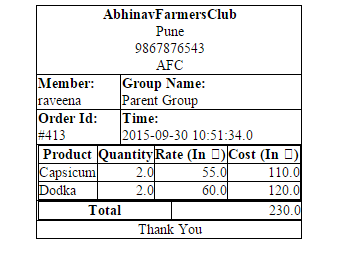 AbhinavFarmersClub
Pune
9867876543
AFC
Member: Group Name:
raveena Parent Group
Order Id: Time:
#413 2015-09-30 10:51:34.0
Product Quantity Rate (In □) Cost (In □)
Capsicum 2.0 55.0 110.0
Dodka 2.0 60.0 120.0
Total 230.0
Thank You